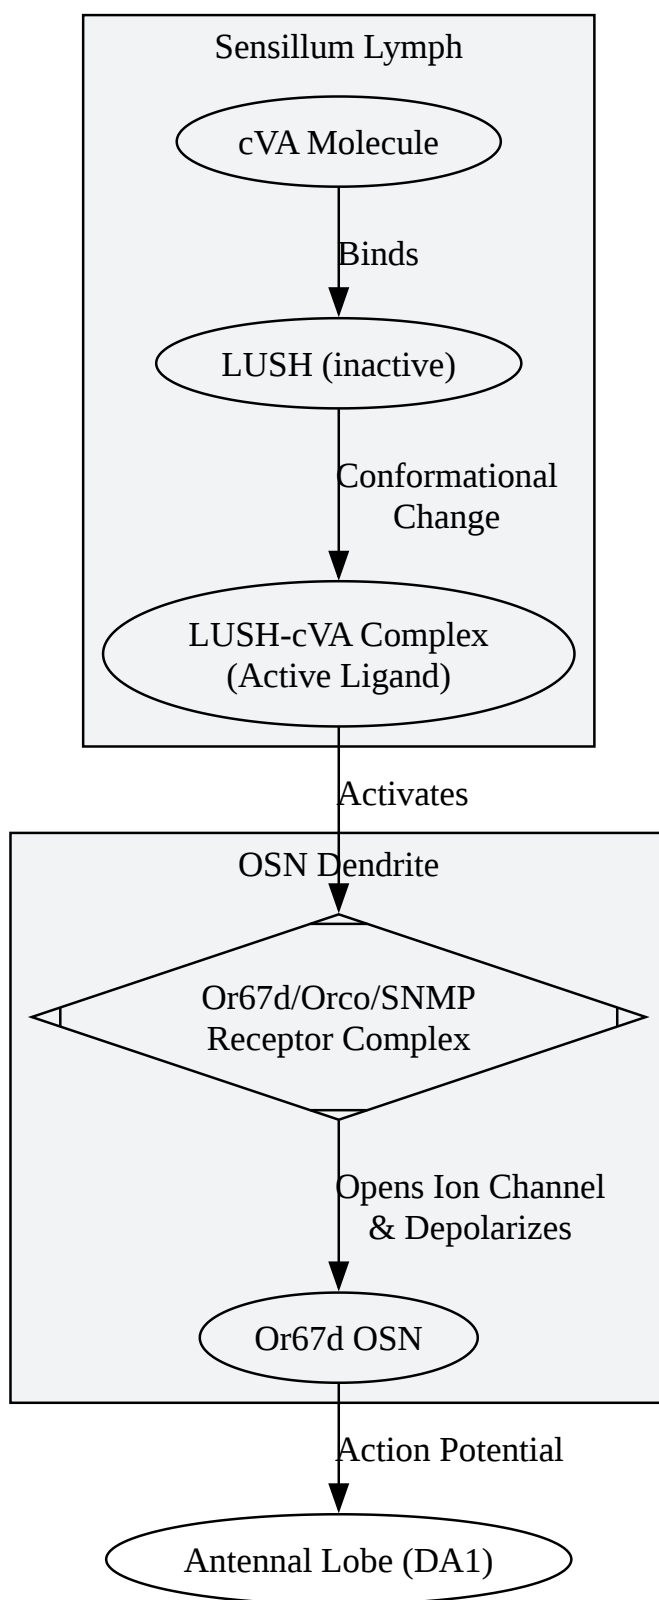 Sensillum Lymph
cVA Molecule
Binds
LUSH (inactive)
Conformational
Change
LUSH-cVA Complex
(Active Ligand)
Activates
OSN Dendrite
Or67d/Orco/SNMP
Receptor Complex
Opens Ion Channel
& Depolarizes
Or67d OSN
Action Potential
Antennal Lobe (DA1)